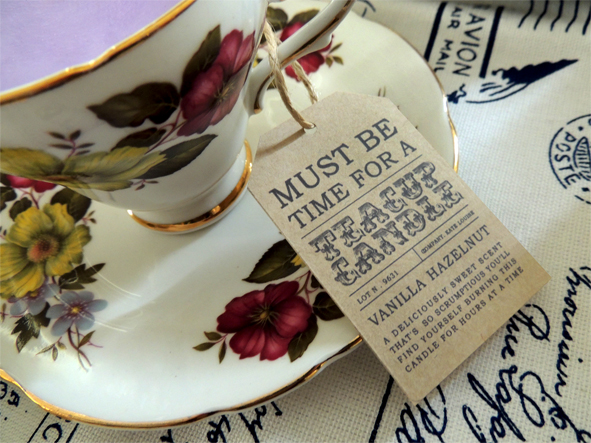 MUST BE
TIME FOR A
TEACUP
CANDLE
LOT N . 9621
COMPANY. KATE LOUISE
VANILLA HAZELNUT
A DELICIOUSLY SWEET SCENT
THAT'S SO SCRUMPTIOUS YOU'LL
FIND YOURSELF BURNING THIS
CANDLE FOR HOURS AT A TIME
AVION
AIR MAIL
POSTE